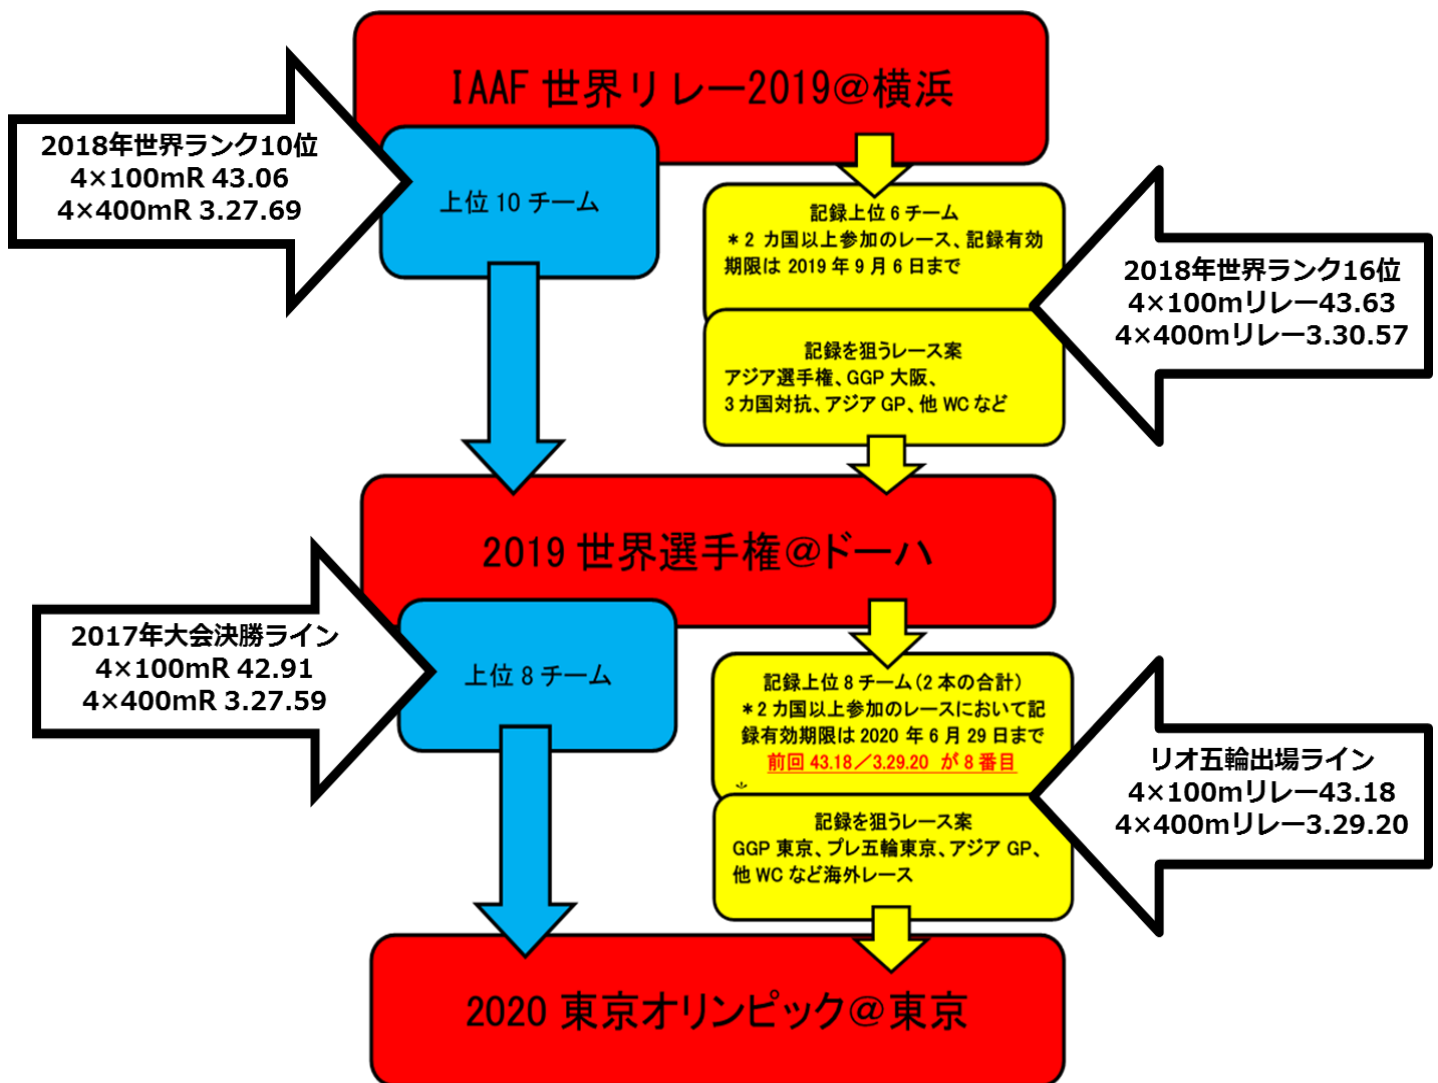 IAAF 世界リレー2019@横浜
2018年世界ランク10位
4×100mR 43.06
4×400mR 3.27.69
上位 10 チーム
記録上位 6 チーム
*2 カ国以上参加のレース、記録有効
期限は 2019 年 9 月 6 日まで
2018年世界ランク16位
4×100mリレー43.63
4×400mリレー3.30.57
記録を狙うレース案
アジア選手権、GGP 大阪、
3 カ国対抗、アジア GP、他 WC など
2019 世界選手権@ドーハ
2017年大会決勝ライン
4×100mR 42.91
4×400mR 3.27.59
上位 8 チーム
記録上位 8 チーム(2 本の合計)
*2 カ国以上参加のレースにおいて記
録有効期限は 2020 年 6 月 29 日まで
前回 43.18/3.29.20 が 8 番目
リオ五輪出場ライン
4×100mリレー43.18
4×400mリレー3.29.20
記録を狙うレース案
GGP 東京、プレ五輪東京、アジア GP、
他 WC など海外レース
2020 東京オリンピック@東京